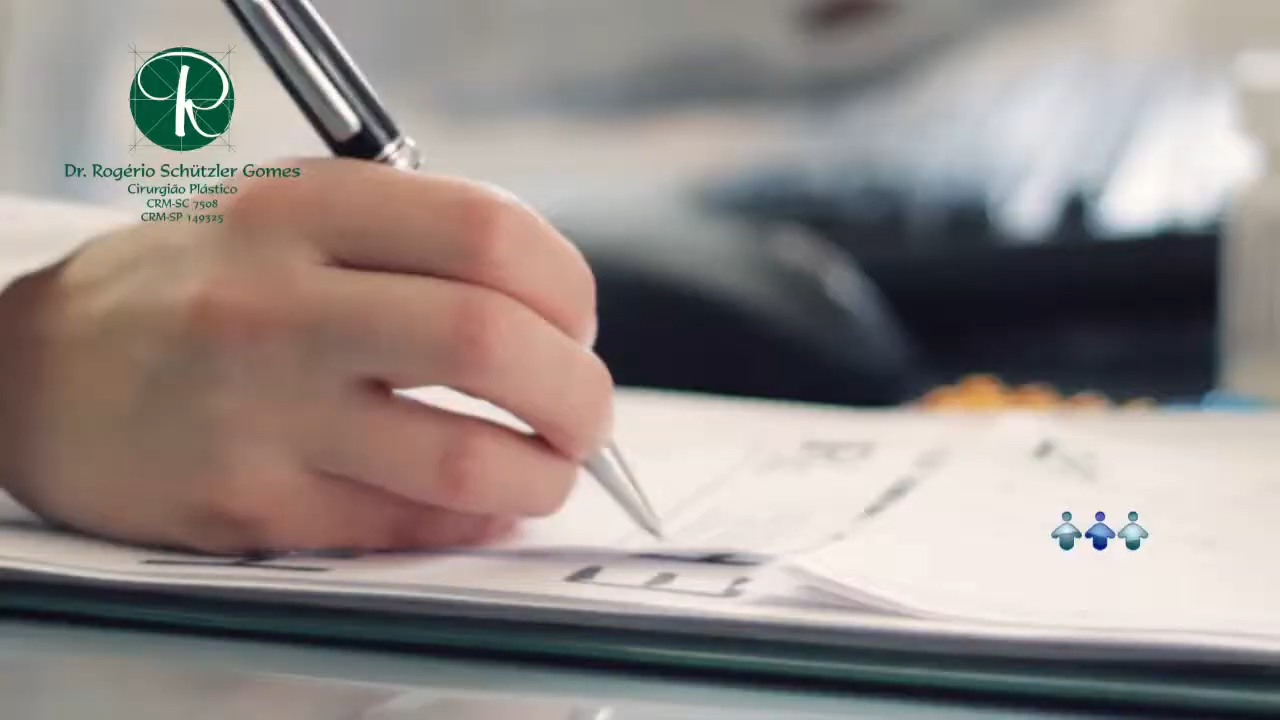 Dr. Rogério Schützler Gomes
Cirurgião Plástico
CRM-SC 7508
CRM-SP 149325